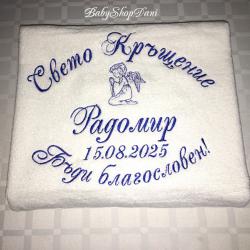 BabyShopDani
Свето Кръщение
Радомир
15.08.2025
Бъди благословен!